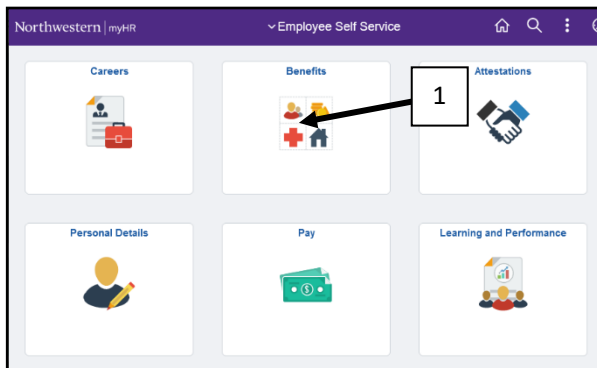 Northwestern | myHR
Employee Self Service
Careers
Benefits
Attestations
1
Personal Details
Pay
Learning and Performance